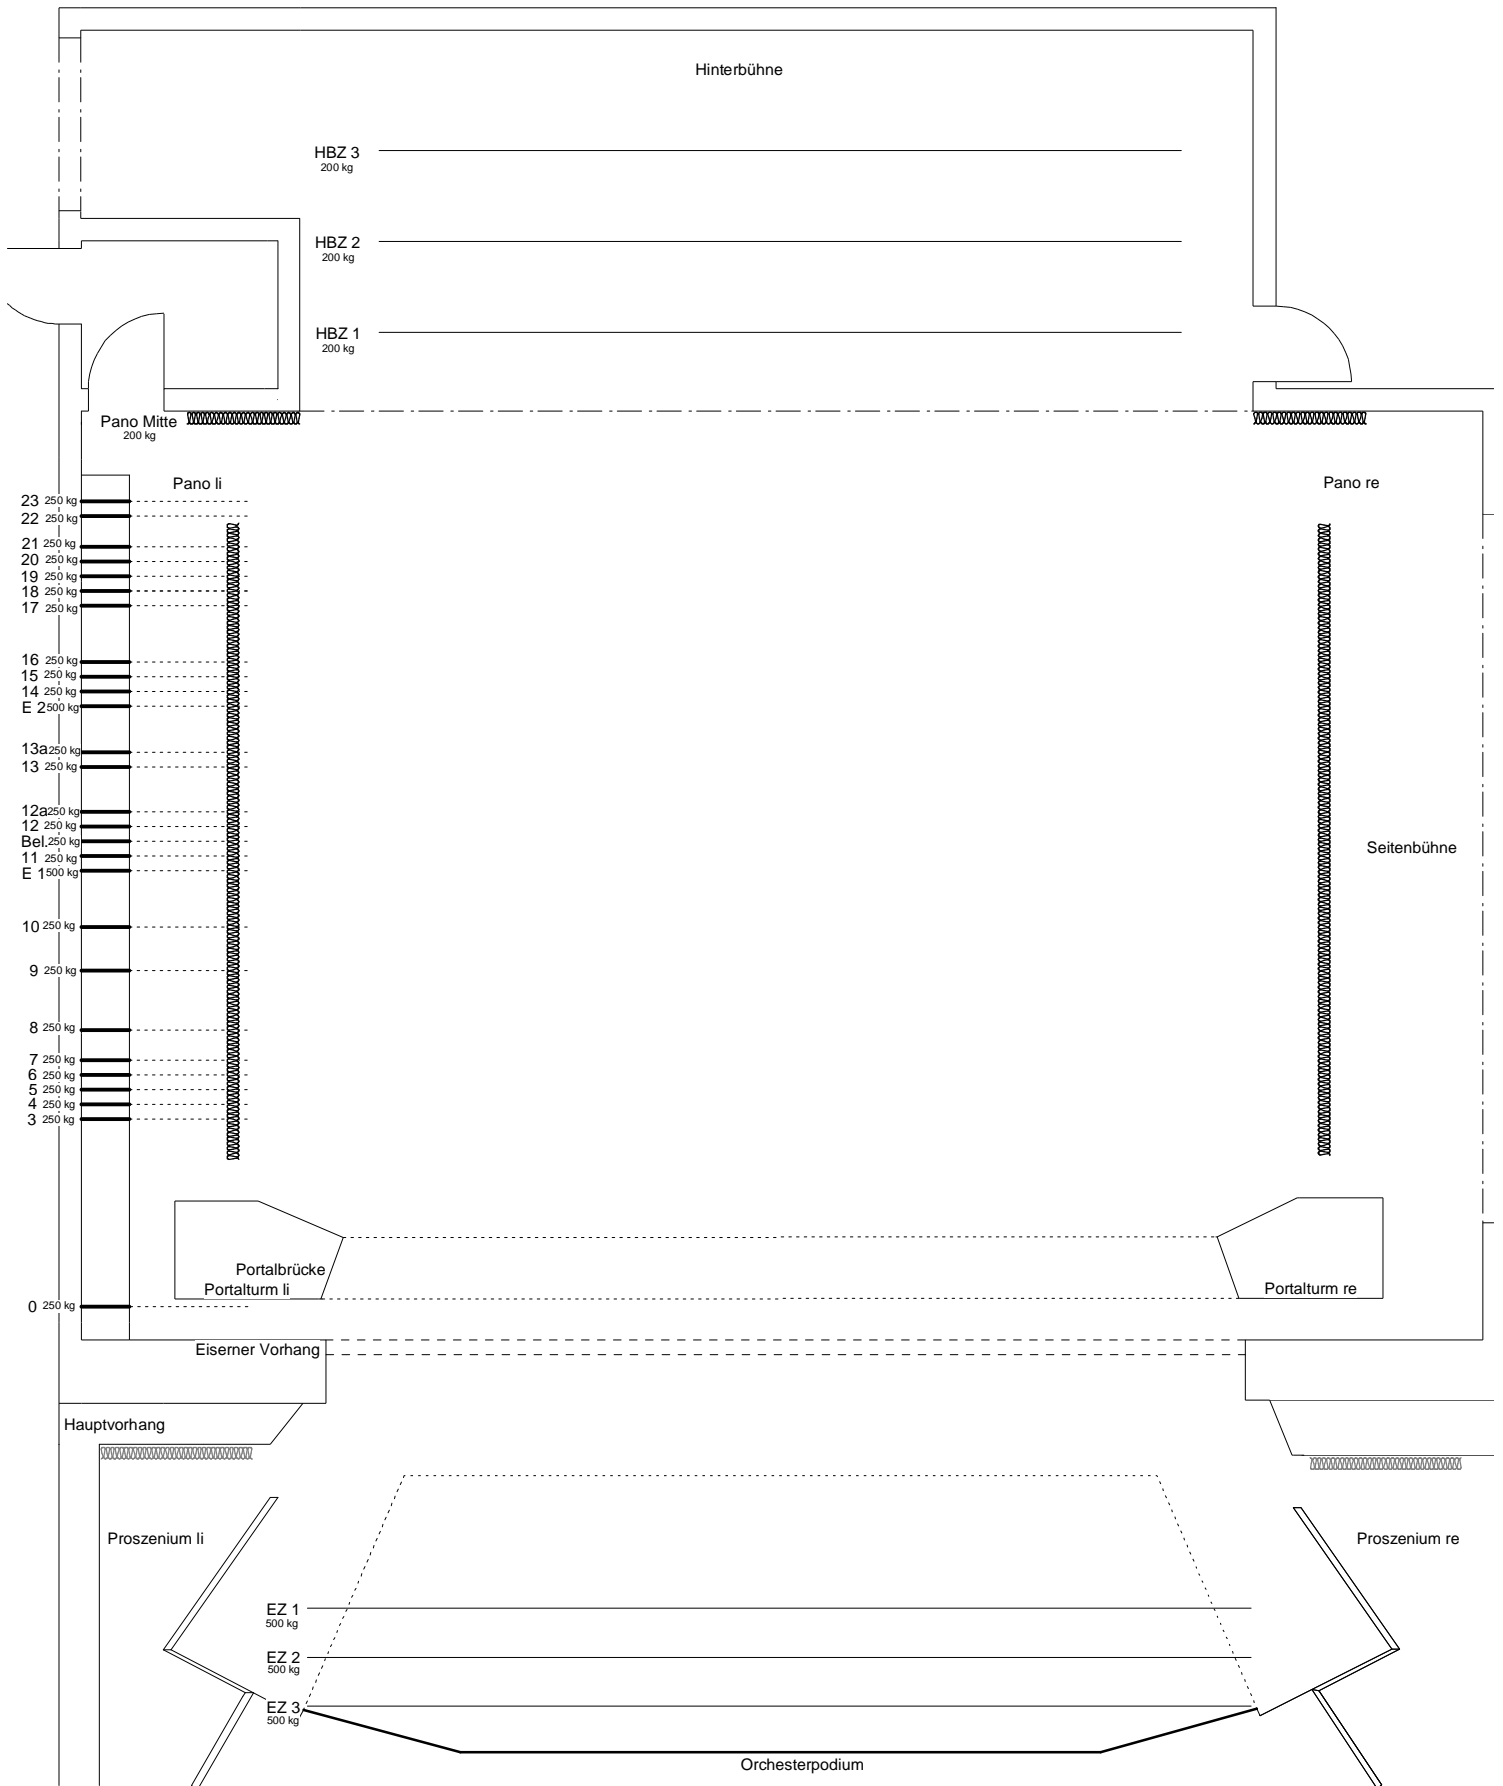 Hinterbühne
HBZ 3
200 kg
HBZ 2
200 kg
HBZ 1
200 kg
Pano Mitte
200 kg
Pano li
Pano re
23 250 kg
22 250 kg
21 250 kg
20 250 kg
19 250 kg
18 250 kg
17 250 kg
16 250 kg
15 250 kg
14 250 kg
E 2 500 kg
13a 250 kg
13 250 kg
12a 250 kg
12 250 kg
Bel. 250 kg
11 250 kg
E 1 500 kg
Seitenbühne
10 250 kg
9 250 kg
8 250 kg
7 250 kg
6 250 kg
5 250 kg
4 250 kg
3 250 kg
Portalbrücke
Portalturm li
Portalturm re
0 250 kg
Eiserner Vorhang
Hauptvorhang
Proszenium li
Proszenium re
EZ 1
500 kg
EZ 2
500 kg
EZ 3
500 kg
Orchesterpodium